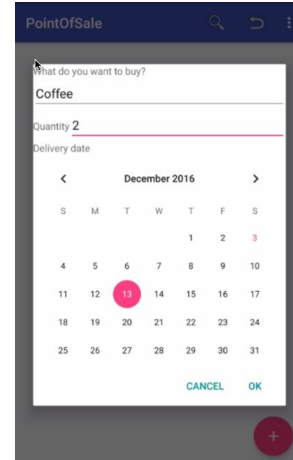 PointOfSale
What do you want to buy?
Coffee
Quantity 2
Delivery date
< December 2016 >
S M T W T F S
1 2 3
4 5 6 7 8 9 10
11 12 13 14 15 16 17
18 19 20 21 22 23 24
25 26 27 28 29 30 31
CANCEL OK
+